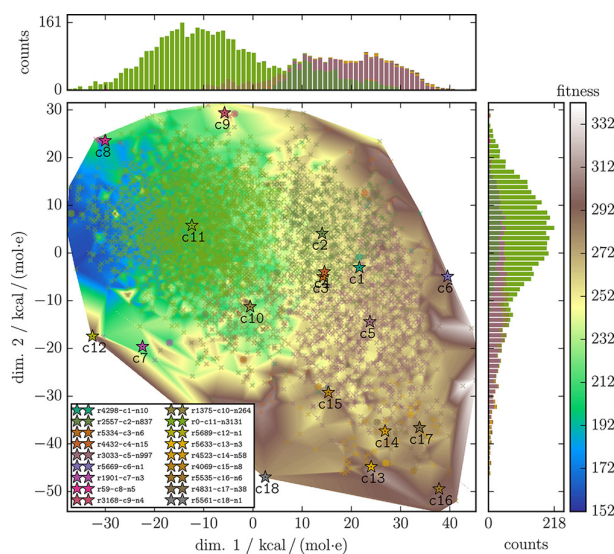 161
counts
0
fitness
30
20
10
0
−10
−20
−30
−40
−50
dim. 2 / kcal/(mol·e)
c9
c8
c11
c2
c1
c3
c6
c10
c5
c12
c7
c15
c14
c17
c13
c18
c16
r4298-c1-n10
r2557-c2-n837
r5334-c3-n6
r4432-c4-n15
r3033-c5-n997
r5669-c6-n1
r1901-c7-n3
r59-c8-n5
r3168-c9-n4
r1375-c10-n264
r0-c11-n3131
r5689-c12-n1
r5633-c13-n3
r4523-c14-n58
r4069-c15-n8
r5535-c16-n6
r4831-c17-n38
r5561-c18-n1
−30
−20
−10
0
10
20
30
40
dim. 1 / kcal/(mol·e)
0
218
counts
332
312
292
272
252
232
212
192
172
152